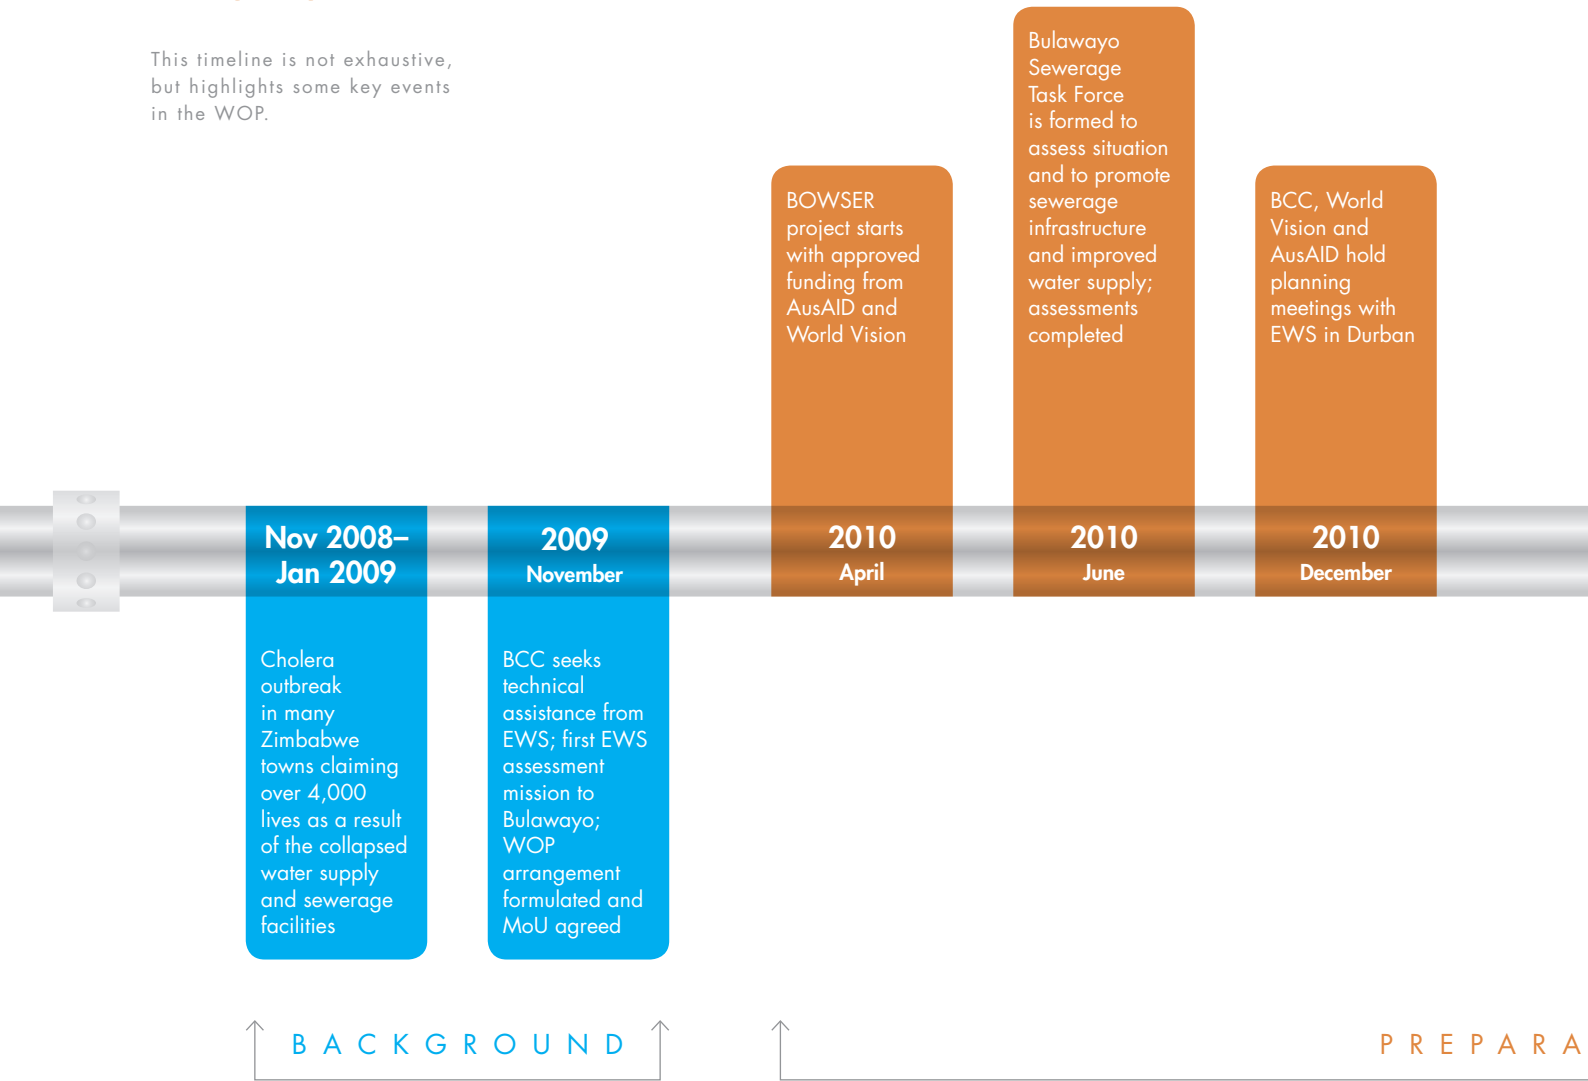 This timeline is not exhaustive,
but highlights some key events
in the WOP.
Nov 2008–
Jan 2009
Cholera
outbreak
in many
Zimbabwe
towns claiming
over 4,000
lives as a result
of the collapsed
water supply
and sewerage
facilities
2009
November
BCC seeks
technical
assistance from
EWS; first EWS
assessment
mission to
Bulawayo;
WOP
arrangement
formulated and
MoU agreed
BOWSER
project starts
with approved
funding from
AusAID and
World Vision
2010
April
Bulawayo
Sewerage
Task Force
is formed to
assess situation
and to promote
sewerage
infrastructure
and improved
water supply;
assessments
completed
2010
June
BCC, World
Vision and
AusAID hold
planning
meetings with
EWS in Durban
2010
December
BACKGROUND
PREPARA